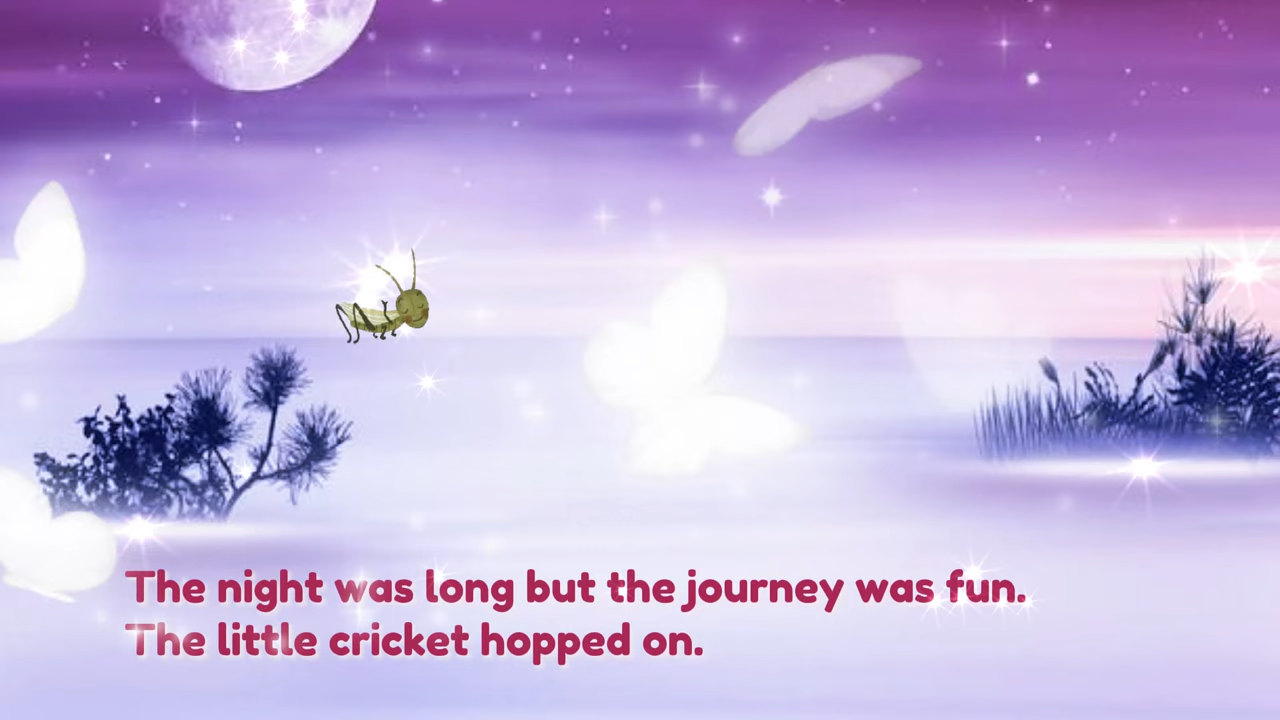 The night was long but the journey was fun.
The little cricket hopped on.